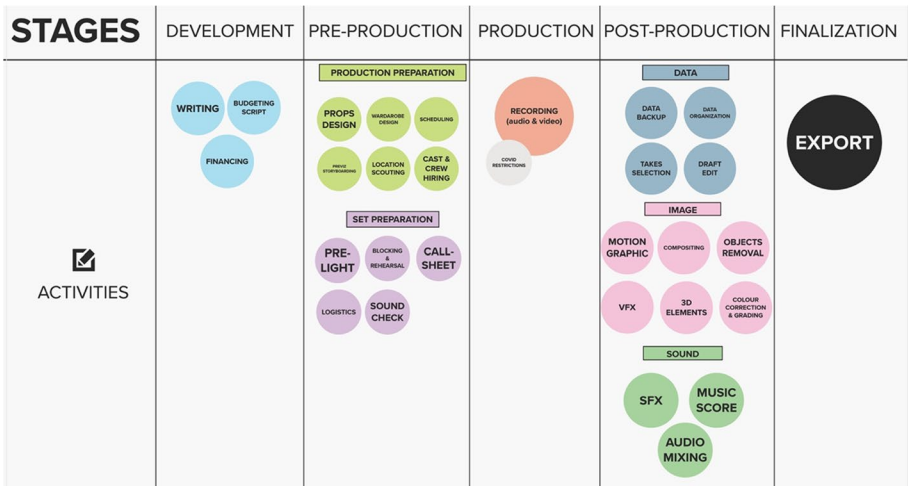 STAGES
DEVELOPMENT
PRE-PRODUCTION
PRODUCTION
POST-PRODUCTION
FINALIZATION
ACTIVITIES
WRITING
BUDGETING
SCRIPT
FINANCING
PRODUCTION PREPARATION
PROPS
DESIGN
WARDAROBE
DESIGN
SCHEDULING
PREVIZ
STORYBOARDING
LOCATION
SCOUTING
CAST &
CREW
HIRING
SET PREPARATION
PRE-
LIGHT
BLOCKING
&
REHEARSAL
CALL-
SHEET
LOGISTICS
SOUND
CHECK
RECORDING
(audio & video)
COVID
RESTRICTIONS
DATA
DATA
BACKUP
DATA
ORGANIZATION
TAKES
SELECTION
DRAFT
EDIT
IMAGE
MOTION
GRAPHIC
COMPOSITING
OBJECTS
REMOVAL
VFX
3D
ELEMENTS
COLOUR
CORRECTION
& GRADING
SOUND
SFX
MUSIC
SCORE
AUDIO
MIXING
EXPORT